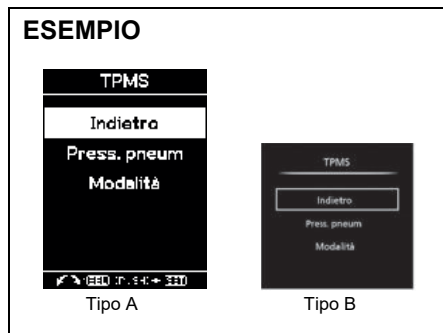 ESEMPIO
TPMS
Indietro
Press. pneum
Modalità
TPMS
Indietro
Press. pneum
Modalità
Tipo A
Tipo B